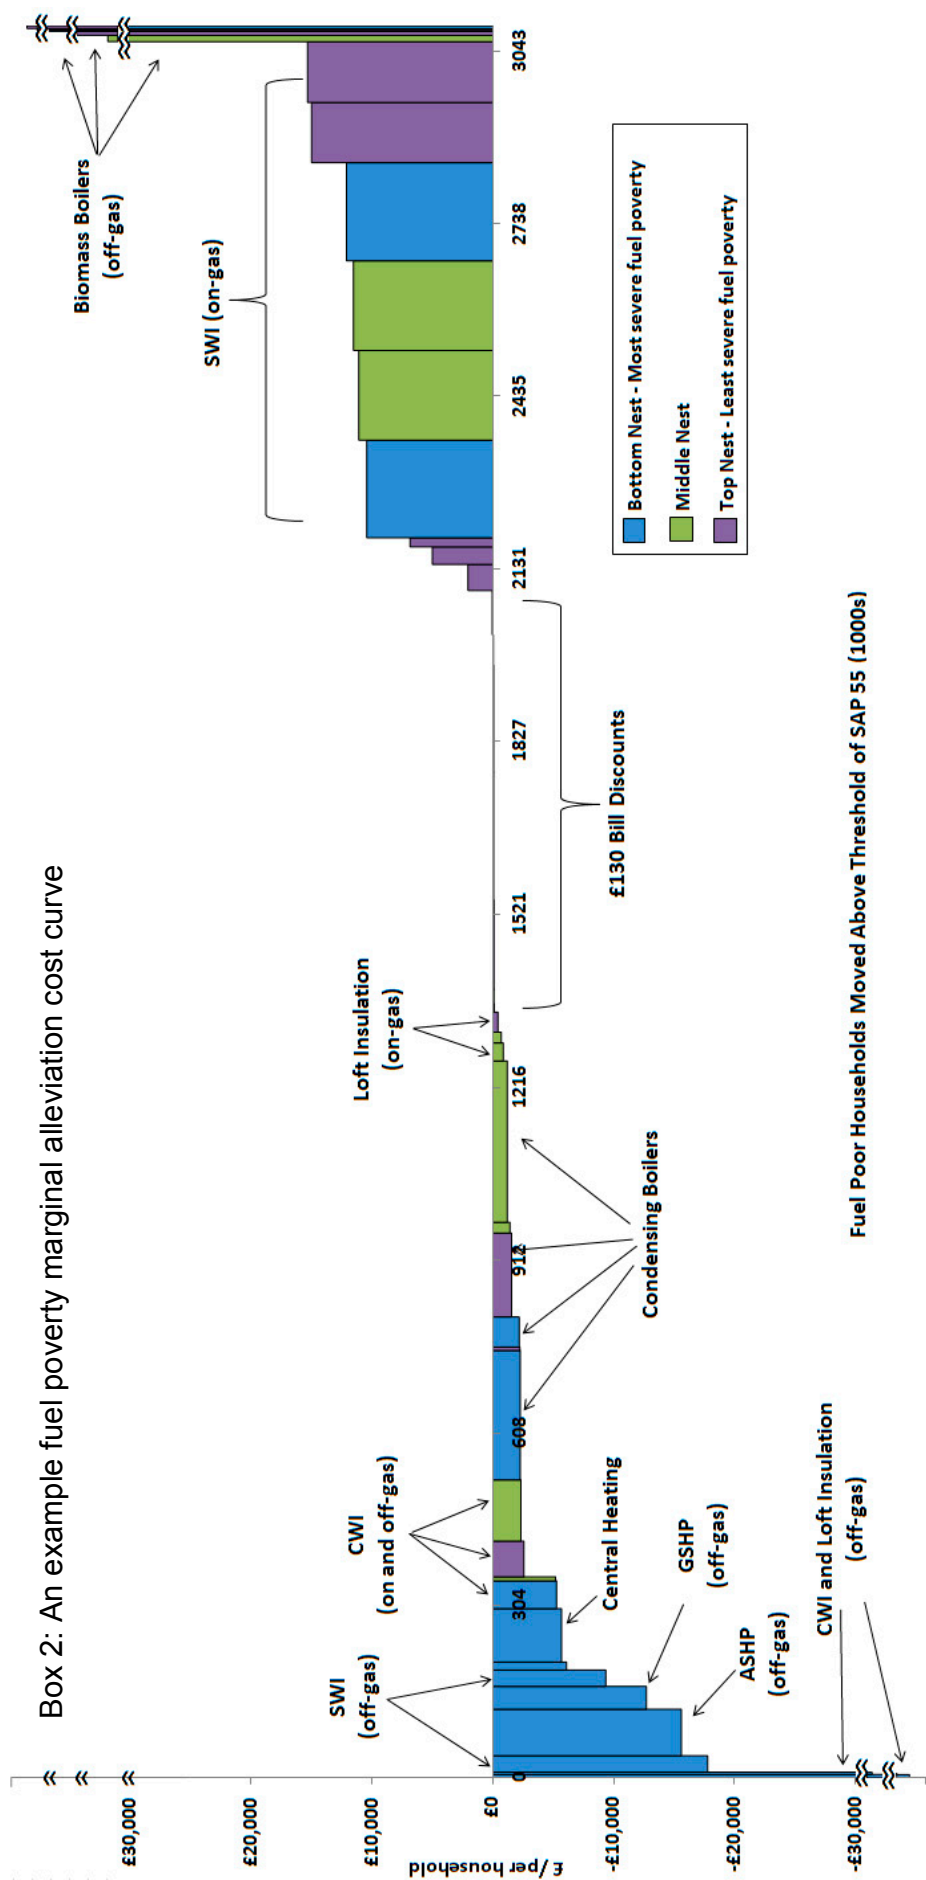 Box 2: An example fuel poverty marginal alleviation cost curve
£/per household
£30,000
£20,000
£10,000
£0
-£10,000
-£20,000
-£30,000
0
304
608
912
1216
1521
1827
2131
2435
2738
3043
SWI
(off-gas)
CWI
(on and off-gas)
Loft Insulation
(on-gas)
SWI (on-gas)
Biomass Boilers
(off-gas)
CWI and Loft Insulation
(off-gas)
ASHP
(off-gas)
GSHP
(off-gas)
Central Heating
Condensing Boilers
£130 Bill Discounts
Bottom Nest - Most severe fuel poverty
Middle Nest
Top Nest - Least severe fuel poverty
Fuel Poor Households Moved Above Threshold of SAP 55 (1000s)